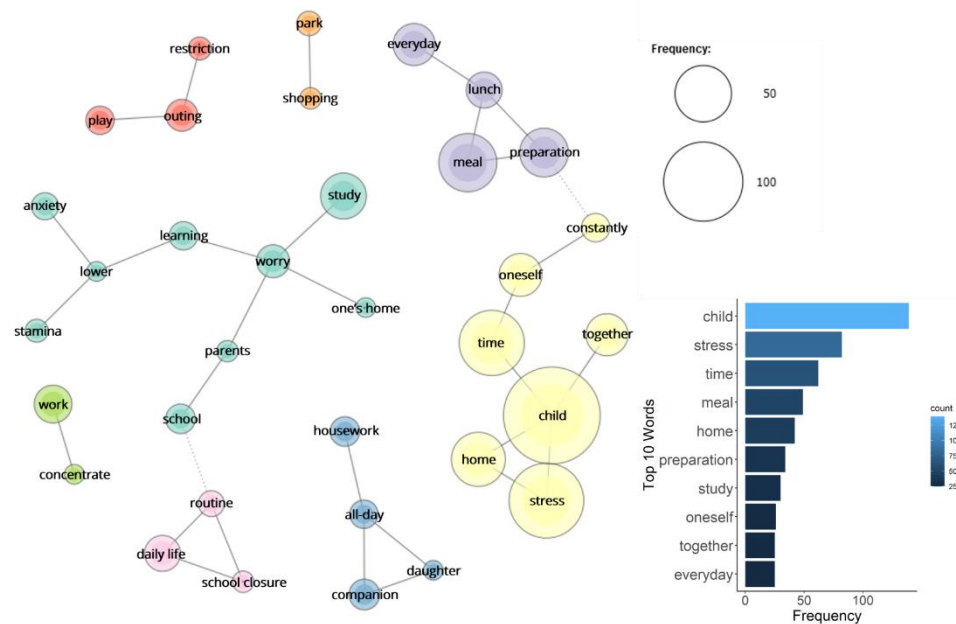 park
restriction
shopping
play
outing
everyday
lunch
meal
preparation
constantly
Frequency:
50
100
anxiety
study
learning
lower
worry
stamina
one's home
parents
school
oneself
time
together
child
home
stress
work
concentrate
housework
all-day
daughter
companion
routine
daily life
school closure
Top 10 Words
child
stress
time
meal
home
preparation
study
oneself
together
everyday
0
50
100
Frequency
count
75
25